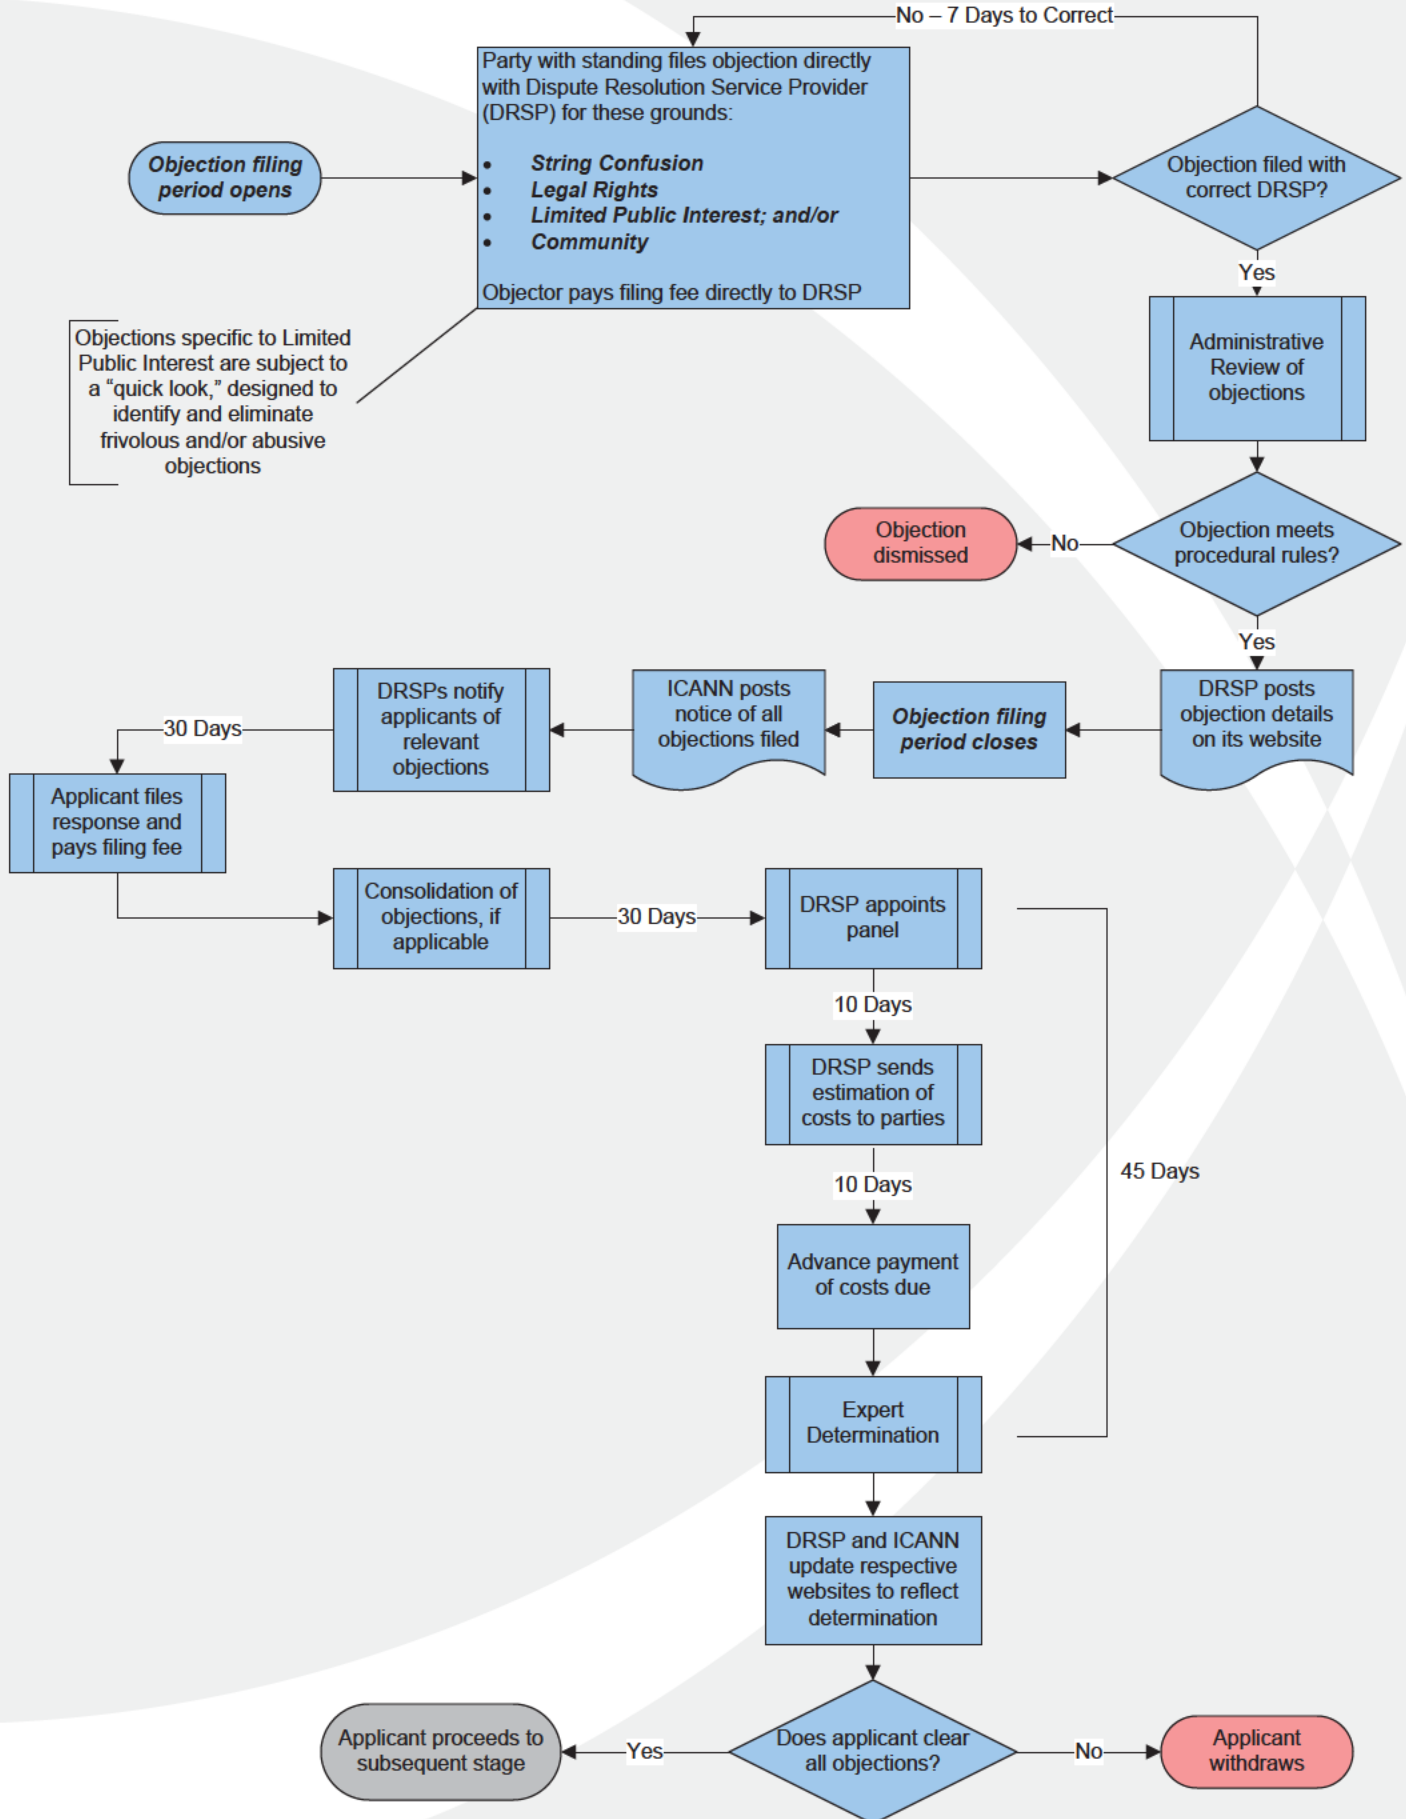 No – 7 Days to Correct
Party with standing files objection directly
with Dispute Resolution Service Provider
(DRSP) for these grounds:
• String Confusion
• Legal Rights
• Limited Public Interest; and/or
• Community
Objector pays filing fee directly to DRSP
Objection filing
period opens
Objection filed with
correct DRSP?
Yes
Objections specific to Limited
Public Interest are subject to
a “quick look,” designed to
identify and eliminate
frivolous and/or abusive
objections
Administrative
Review of
objections
Objection meets
procedural rules?
No
Objection
dismissed
Yes
DRSP posts
objection details
on its website
Objection filing
period closes
ICANN posts
notice of all
objections filed
DRSPs notify
applicants of
relevant
objections
30 Days
Applicant files
response and
pays filing fee
Consolidation of
objections, if
applicable
30 Days
DRSP appoints
panel
10 Days
DRSP sends
estimation of
costs to parties
10 Days
45 Days
Advance payment
of costs due
Expert
Determination
DRSP and ICANN
update respective
websites to reflect
determination
Does applicant clear
all objections?
Yes
Applicant proceeds to
subsequent stage
No
Applicant
withdraws